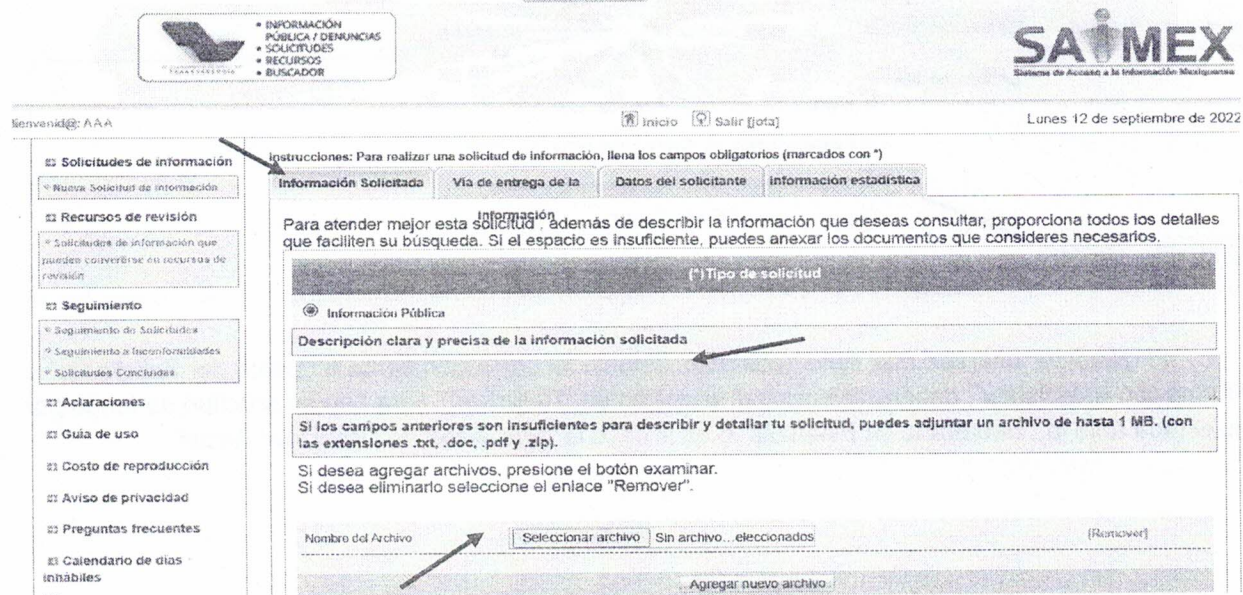 • INFORMACIÓN
PÚBLICA / DENUNCIAS
• SOLICITUDES
• RECURSOS
• BUSCADOR
TRANSPARENCIA
SAIMEX
Sistema de Acceso a la Información Mexiquense
Bienvenid@: AAA
Inicio
Salir [jota]
Lunes 12 de septiembre de 2022
Solicitudes de información
Nueva Solicitud de información
Recursos de revisión
Solicitudes de información que
pueden convertirse en recursos de
revisión
Seguimiento
Seguimiento de Solicitudes
Seguimiento a Inconformidades
Solicitudes Concluidas
Aclaraciones
Guia de uso
Costo de reproducción
Aviso de privacidad
Preguntas frecuentes
Calendario de días
inhábiles
Instrucciones: Para realizar una solicitud de información, llena los campos obligatorios (marcados con *)
Información Solicitada
Vía de entrega de la
Información
Datos del solicitante
Información estadística
Para atender mejor esta solicitud , además de describir la información que deseas consultar, proporciona todos los detalles
que faciliten su búsqueda. Si el espacio es insuficiente, puedes anexar los documentos que consideres necesarios.
(*)Tipo de solicitud
Información Pública
Descripción clara y precisa de la información solicitada
Si los campos anteriores son insuficientes para describir y detallar tu solicitud, puedes adjuntar un archivo de hasta 1 MB. (con
las extensiones .txt, .doc, .pdf y .zip).
Si desea agregar archivos, presione el botón examinar.
Si desea eliminarlo seleccione el enlace "Remover".
Nombre del Archivo
Seleccionar archivo
Sin archivo...eleccionados
[Remover]
Agregar nuevo archivo